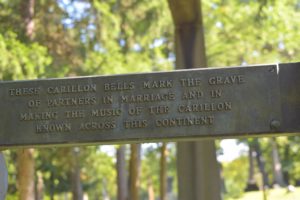 THESE CARILLON BELLS MARK THE GRAVE
OF PARTNERS IN MARRIAGE AND IN
MAKING THE MUSIC OF THE CARILLON
KNOWN ACROSS THIS CONTINENT